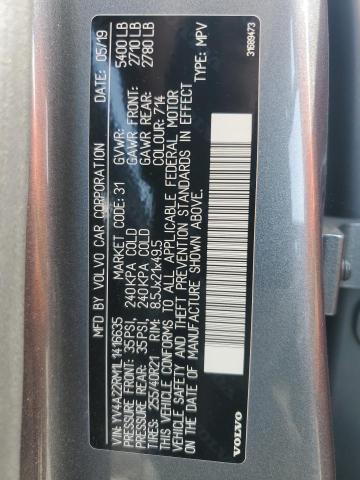 MFD BY VOLVO CAR CORPORATION DATE: 05/19
VIN: YV4A22RM1L1416635 MARKET CODE: 31 GVWR: 5400 LB
PRESSURE FRONT: 35PSI, 240KPA COLD GAWR FRONT: 2710 LB
PRESSURE REAR: 35PSI, 240KPA COLD GAWR REAR: 2780 LB
TIRES: 255/40R21 RIM: 8.5JX21X49.5 COLOUR: 714
THIS VEHICLE CONFORMS TO ALL APPLICABLE FEDERAL MOTOR
VEHICLE SAFETY AND THEFT PREVENTION STANDARDS IN EFFECT
ON THE DATE OF MANUFACTURE SHOWN ABOVE. TYPE: MPV
VOLVO 31689473